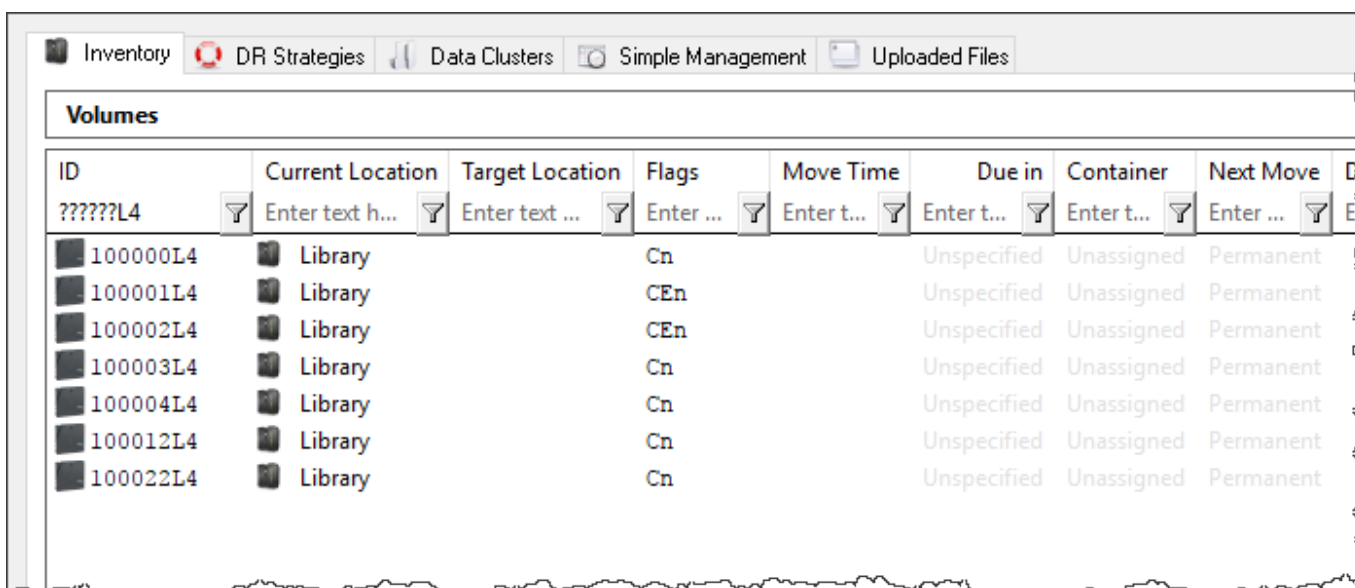 Inventory DR Strategies Data Clusters Simple Management Uploaded Files
Volumes
ID Current Location Target Location Flags Move Time Due in Container Next Move
??????L4 Enter text h... Enter text ... Enter ... Enter t... Enter t... Enter t... Enter ...
100000L4 Library Cn Unspecified Unassigned Permanent
100001L4 Library CEn Unspecified Unassigned Permanent
100002L4 Library CEn Unspecified Unassigned Permanent
100003L4 Library Cn Unspecified Unassigned Permanent
100004L4 Library Cn Unspecified Unassigned Permanent
100012L4 Library Cn Unspecified Unassigned Permanent
100022L4 Library Cn Unspecified Unassigned Permanent